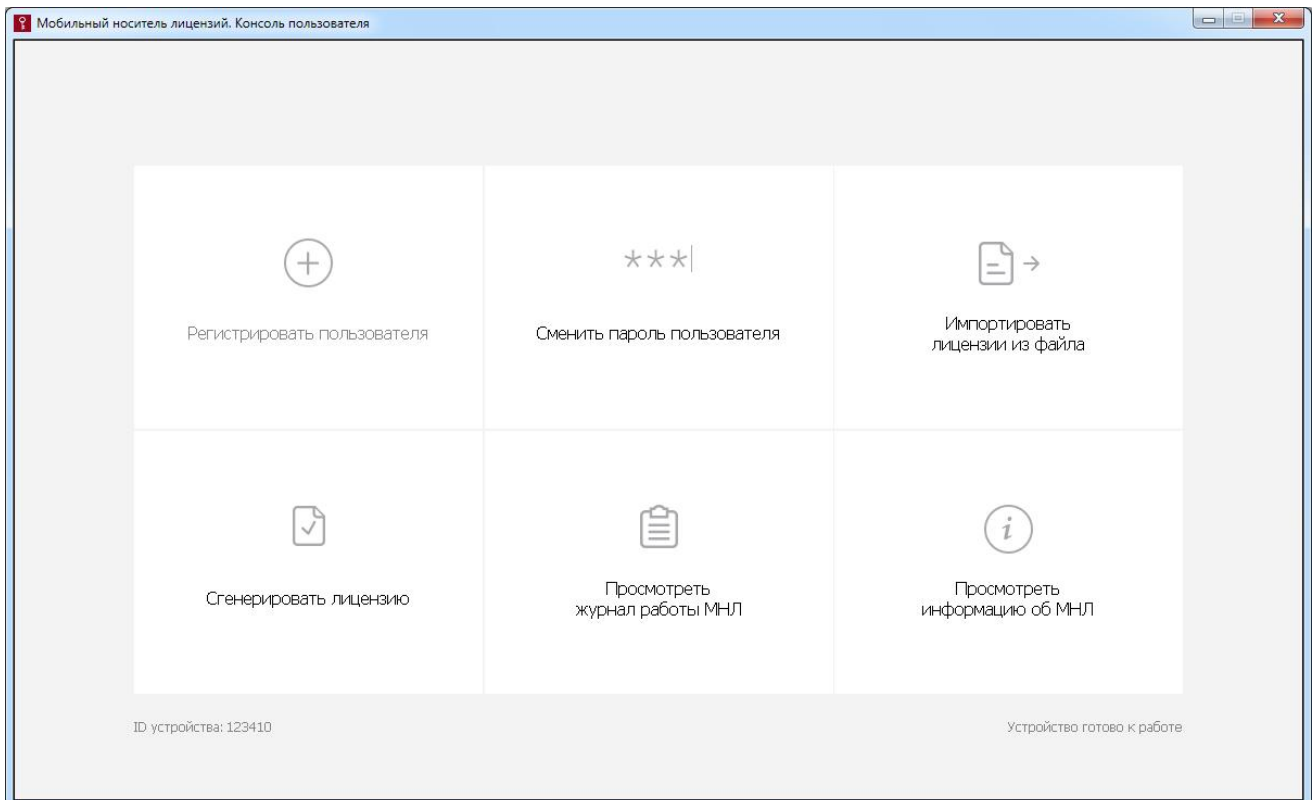 Мобильный носитель лицензий. Консоль пользователя
***
Регистрировать пользователя
Сменить пароль пользователя
Импортировать
лицензии из файла
i
Сгенерировать лицензию
Просмотреть
журнал работы МНЛ
Просмотреть
информацию об МНЛ
ID устройства: 123410
Устройство готово к работе